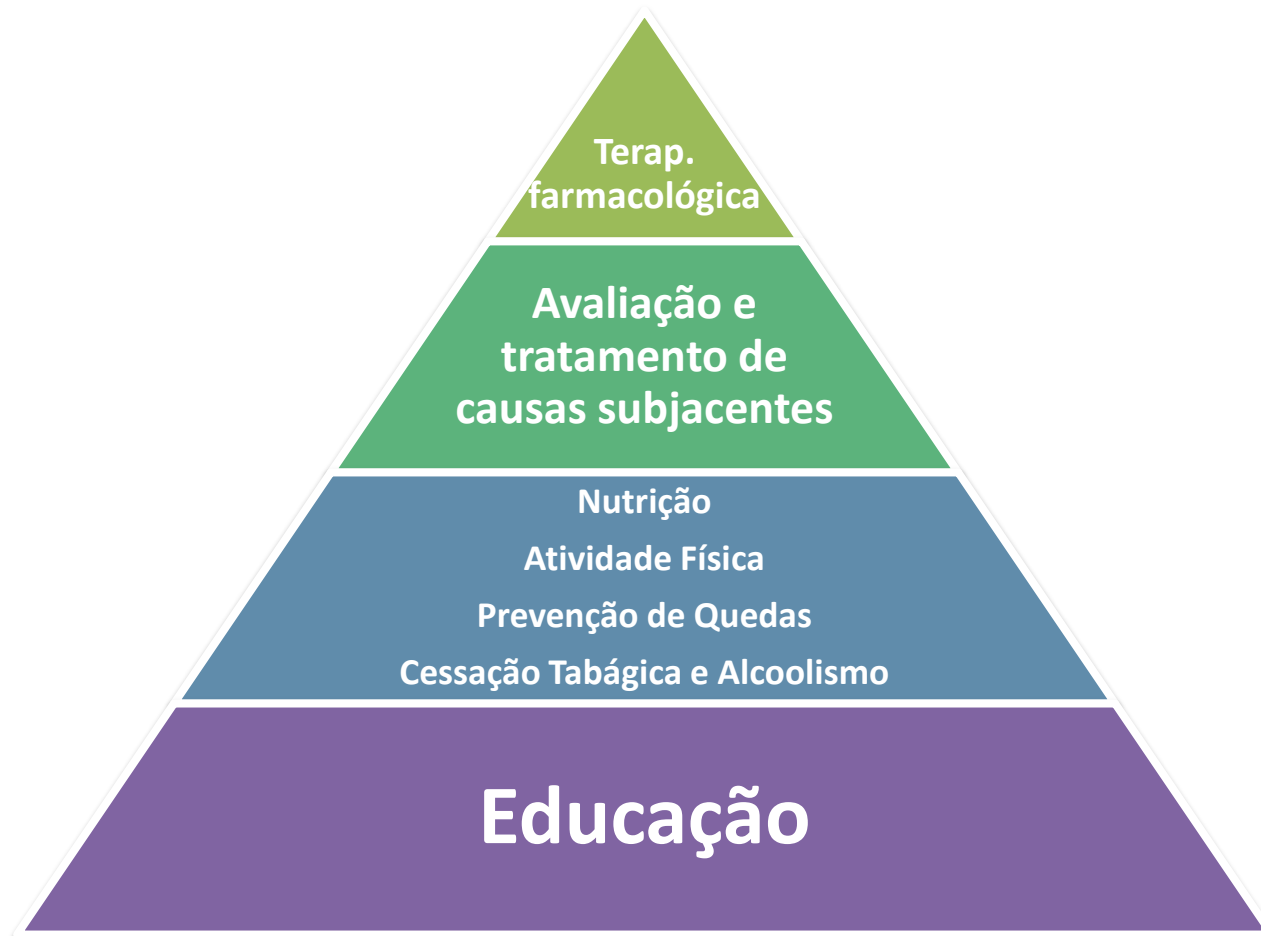 Terap.
farmacológica
Avaliação e
tratamento de
causas subjacentes
Nutrição
Atividade Física
Prevenção de Quedas
Cessação Tabágica e Alcoolismo
Educação